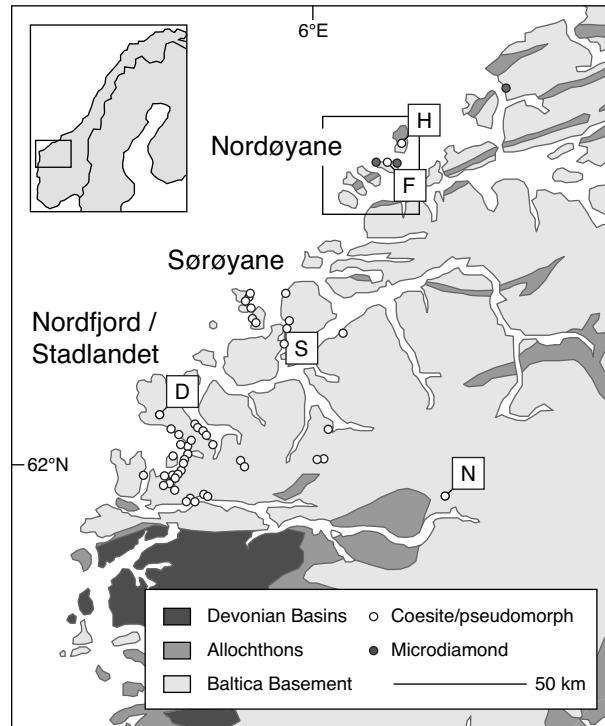 6°E
H
Nordøyane
F
Sørøyane
Nordfjord /
Stadlandet
S
D
62°N
N
Devonian Basins
Coesite/pseudomorph
Allochthons
Microdiamond
Baltica Basement
50 km